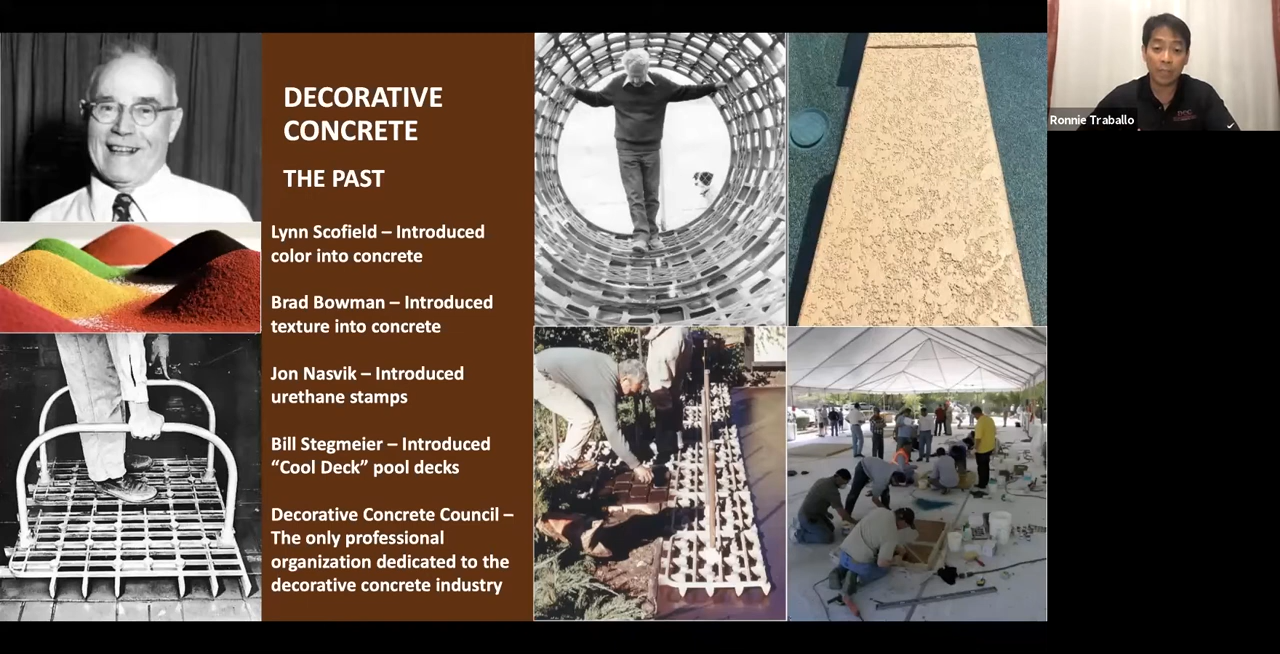 DECORATIVE
CONCRETE
THE PAST
Lynn Scofield – Introduced
color into concrete
Brad Bowman – Introduced
texture into concrete
Jon Nasvik – Introduced
urethane stamps
Bill Stegmeier – Introduced
“Cool Deck” pool decks
Decorative Concrete Council –
The only professional
organization dedicated to the
decorative concrete industry
Ronnie Traballo